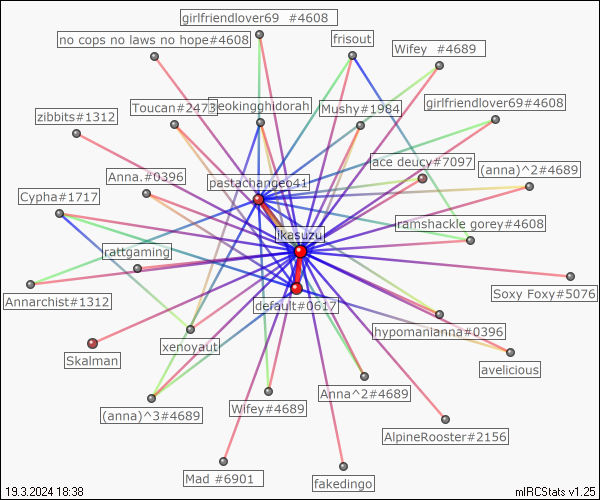 girlfriendlover69 #4608
no cops no laws no hope#4608
frisout
Wifey #4689
Toucan#2473
neokingghidorah
Mushy#1984
girlfriendlover69#4608
zibbits#1312
ace deucy#7097
Anna.#0396
pastachangeo41
(anna)^2#4689
Cypha#1717
ramshackle gorey#4608
ikasuzu
rattgaming
Annarchist#1312
default#0617
Soxy Foxy#5076
hypomanianna#0396
Skalman
xenoyaut
avelicious
Anna^2#4689
(anna)^3#4689
Wifey#4689
AlpineRooster#2156
Mad #6901
fakedingo
19.3.2024 18:38
mIRCStats v1.25